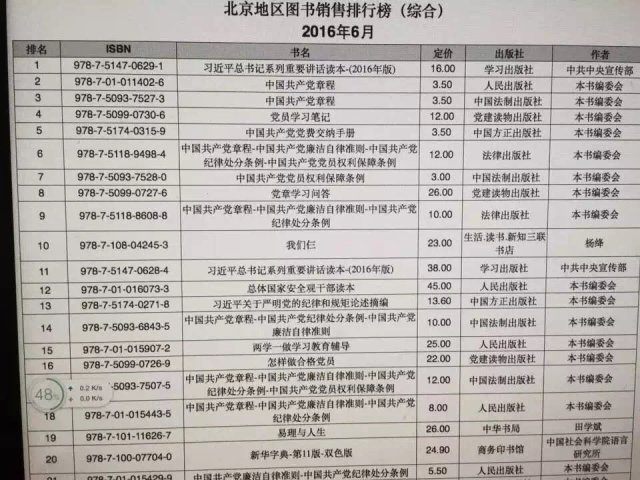 北京地区图书销售排行榜（综合）
2016年6月
排名 ISBN 书名 定价 出版社 作者
1 978-7-5147-0629-1 习近平总书记系列重要讲话读本-(2016年版) 16.00 学习出版社 中共中央宣传部
2 978-7-01-011402-6 中国共产党章程 3.50 人民出版社 本书编委会
3 978-7-5093-7527-3 中国共产党章程 3.50 中国法制出版社 本书编委会
4 978-7-5099-0730-6 党员学习笔记 12.00 党建读物出版社 本书编委会
5 978-7-5174-0315-9 中国共产党党费交纳手册 3.50 中国方正出版社 本书编委会
6 978-7-5118-9498-4 中国共产党章程-中国共产党廉洁自律准则-中国共产党纪律处分条例-中国共产党党员权利保障条例 12.00 法律出版社 本书编委会
7 978-7-5093-7528-0 中国共产党党员权利保障条例 3.00 中国法制出版社 本书编委会
8 978-7-5099-0727-6 党章学习问答 26.00 党建读物出版社 本书编委会
9 978-7-5118-8608-8 中国共产党章程-中国共产党廉洁自律准则-中国共产党纪律处分条例 10.00 法律出版社 本书编委会
10 978-7-108-04245-3 我们仨 23.00 生活.读书.新知三联书店 杨绛
11 978-7-5147-0628-4 习近平总书记系列重要讲话读本-(2016年版) 38.00 学习出版社 中共中央宣传部
12 978-7-01-016073-3 总体国家安全观干部读本 45.00 人民出版社 本书编委会
13 978-7-5174-0271-8 习近平关于严明党的纪律和规矩论述摘编 13.60 中国方正出版社 本书编委会
14 978-7-5093-6843-5 中国共产党章程-中国共产党纪律处分条例-中国共产党廉洁自律准则 10.00 中国法制出版社 本书编委会
15 978-7-01-015907-2 两学一做学习教育辅导 25.00 人民出版社 本书编委会
16 978-7-5099-0726-9 怎样做合格党员 22.00 党建读物出版社 本书编委会
-5093-7507-5 中国共产党章程-中国共产党廉洁自律准则-中国共产党纪律处分条例-中国共产党党员权利保障条例 12.00 中国法制出版社 本书编委会
48% 0.2 K/s
0.0 K/s
18 978-7-01-015443-5 中国共产党章程-中国共产党廉洁自律准则-中国共产党纪律处分条例 8.00 人民出版社 本书编委会
19 978-7-101-11626-7 易理与人生 26.00 中华书局 田学斌
20 978-7-100-07704-0 新华字典-第11版-双色版 24.90 商务印书馆 中国社会科学院语言研究所
978-7-01-015429-9 中国共产党廉洁自律准则-中国共产党纪律处分条例 5.50 人民出版社 本书编委会